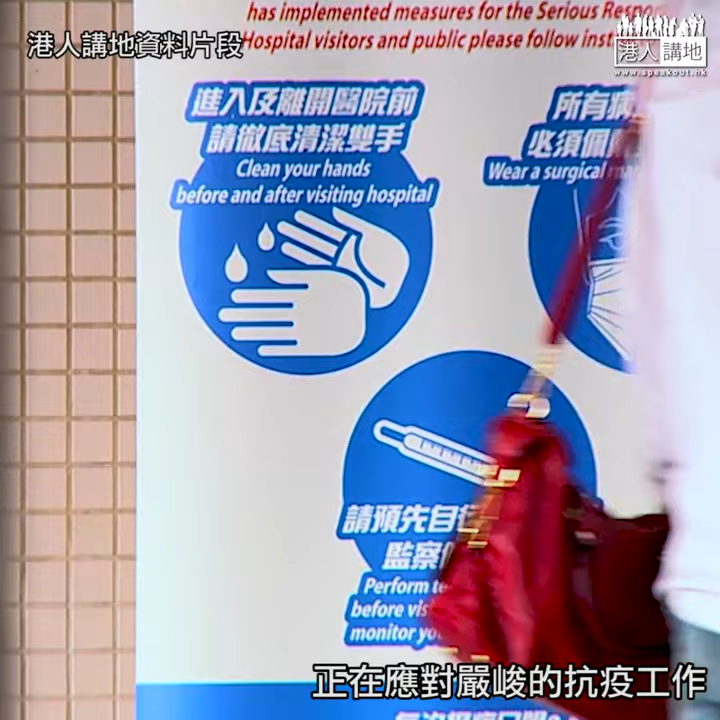 has implemented measures for the Serious
Hospital visitors and public please follow
港人講地資料片段
港人講地
www.speakout.hk
進入及離開醫院前
請徹底清潔雙手
Clean your hands
before and after visiting hospital
所有
必須佩
Wear a surgical
請預先自行
監察
Perform
before
monitor
正在應對嚴峻的抗疫工作